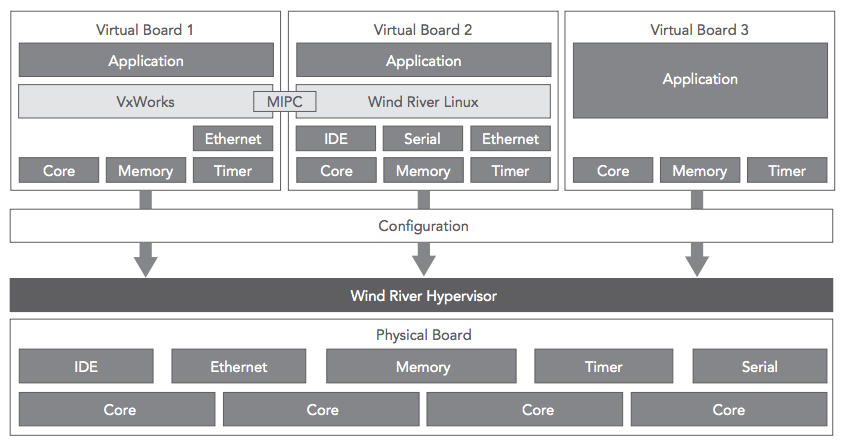 Virtual Board 1
Virtual Board 2
Virtual Board 3
Application
Application
Application
VxWorks
MIPC
Wind River Linux
Ethernet
IDE
Serial
Ethernet
Core
Memory
Timer
Core
Memory
Timer
Core
Memory
Timer
Configuration
Wind River Hypervisor
Physical Board
IDE
Ethernet
Memory
Timer
Serial
Core
Core
Core
Core